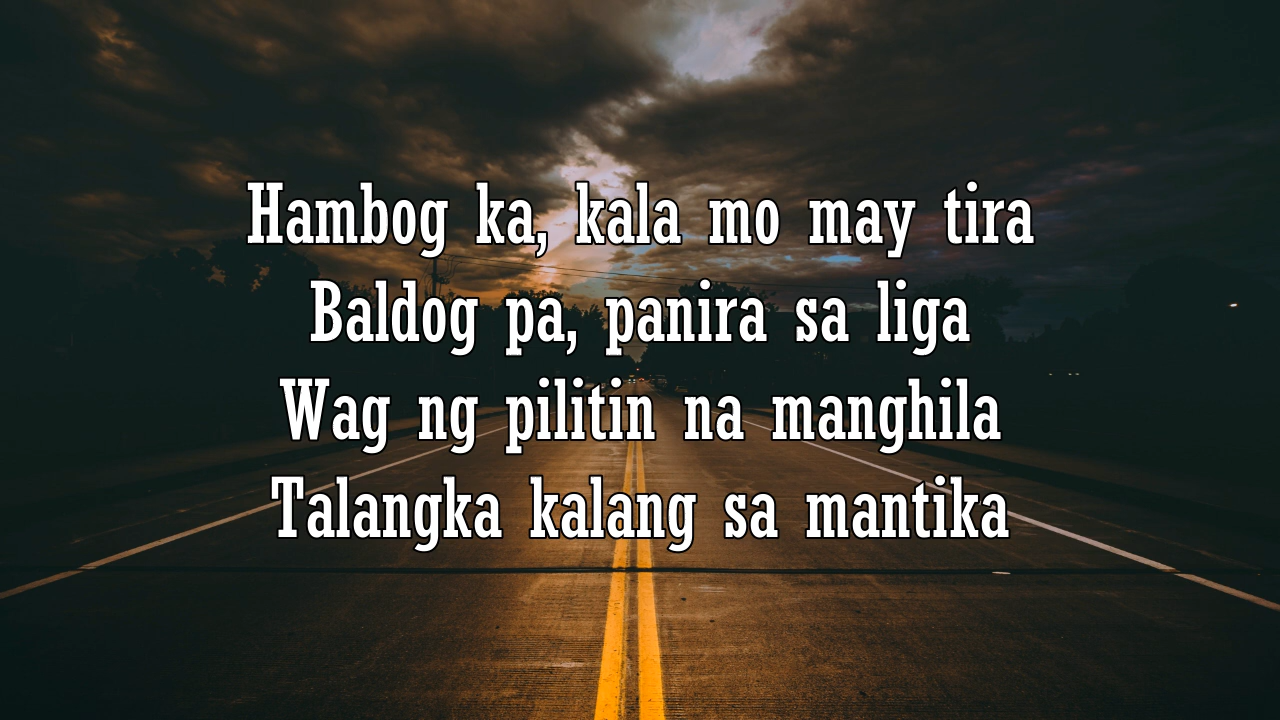 Hambog ka, kala mo may tira
Baldog pa, panira sa liga
Wag ng pilitin na manghila
Talangka kalang sa mantika